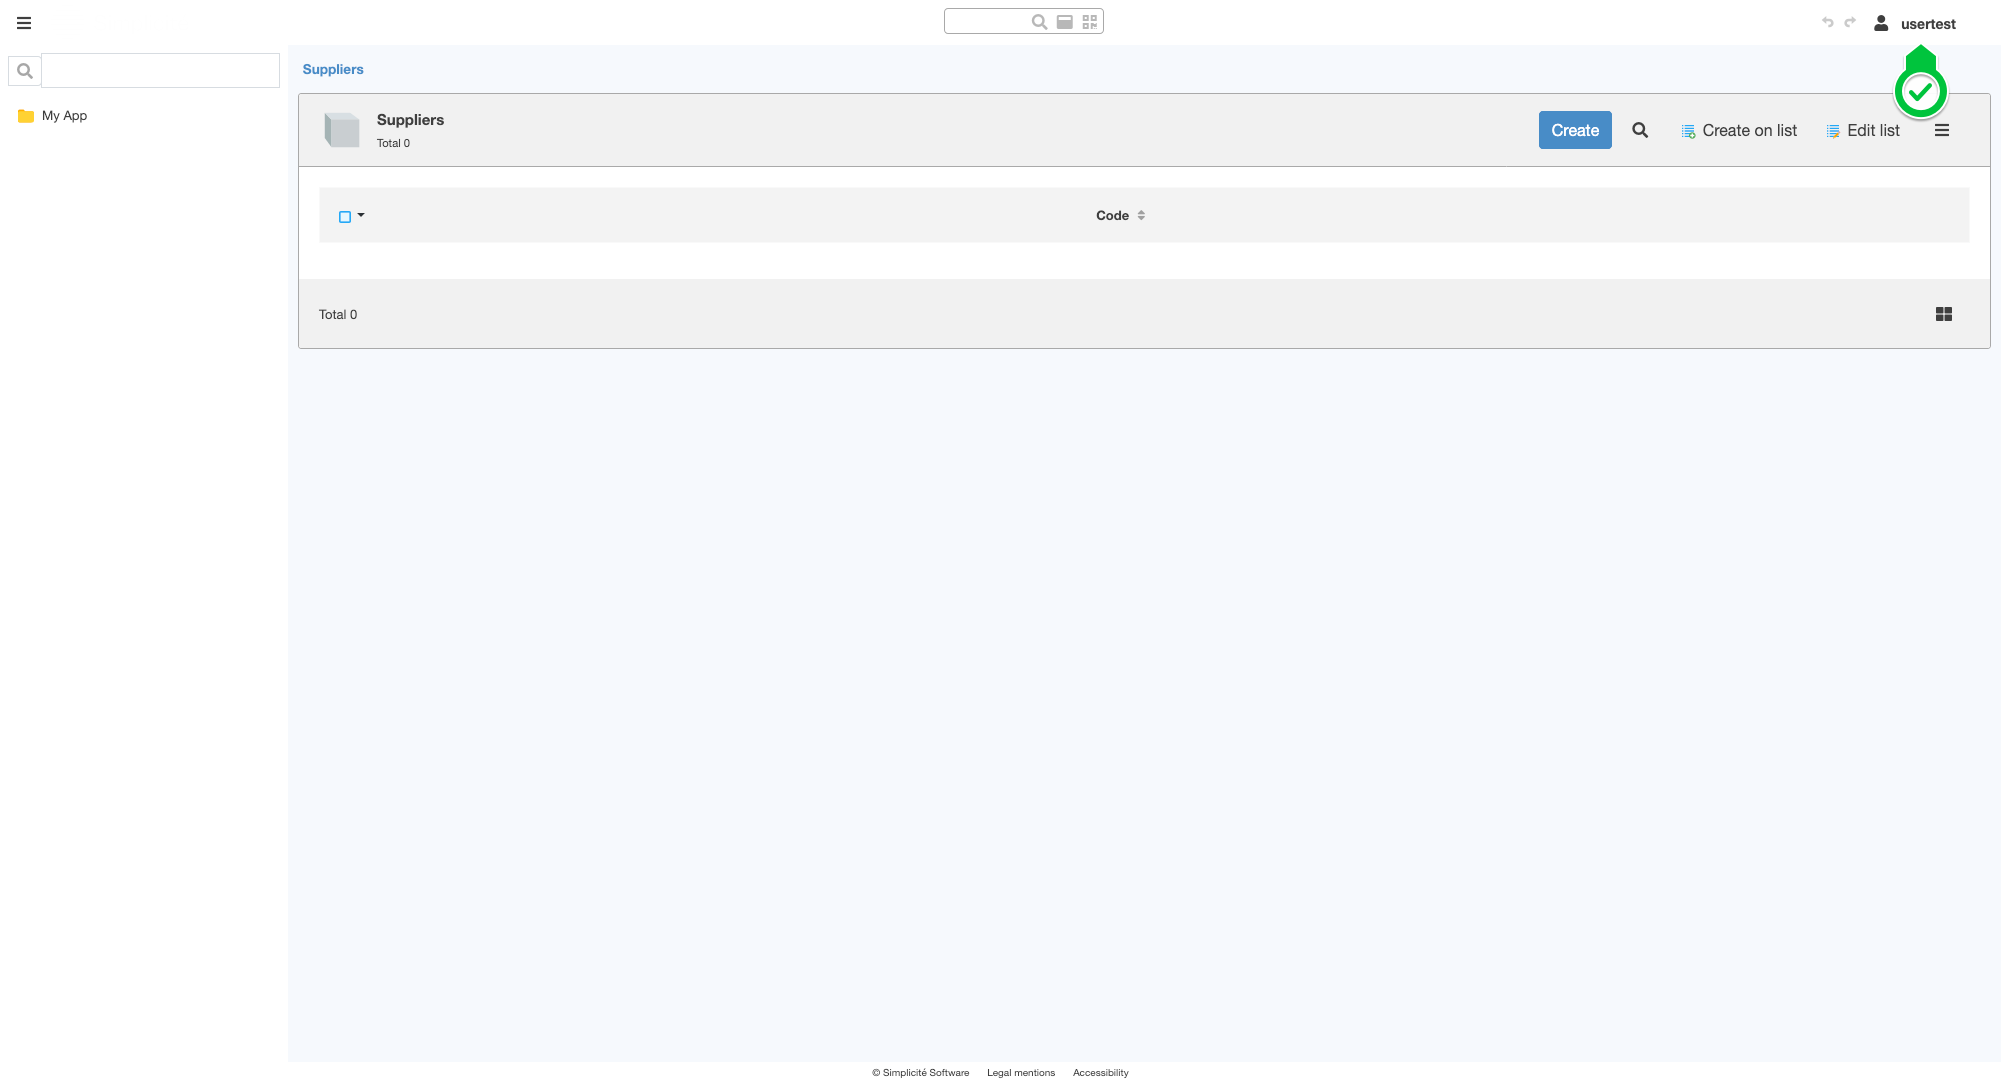 usertest
My App
Suppliers
Suppliers
Total 0
Create
Create on list
Edit list
Code
Total 0
© Simplicité Software Legal mentions Accessibility